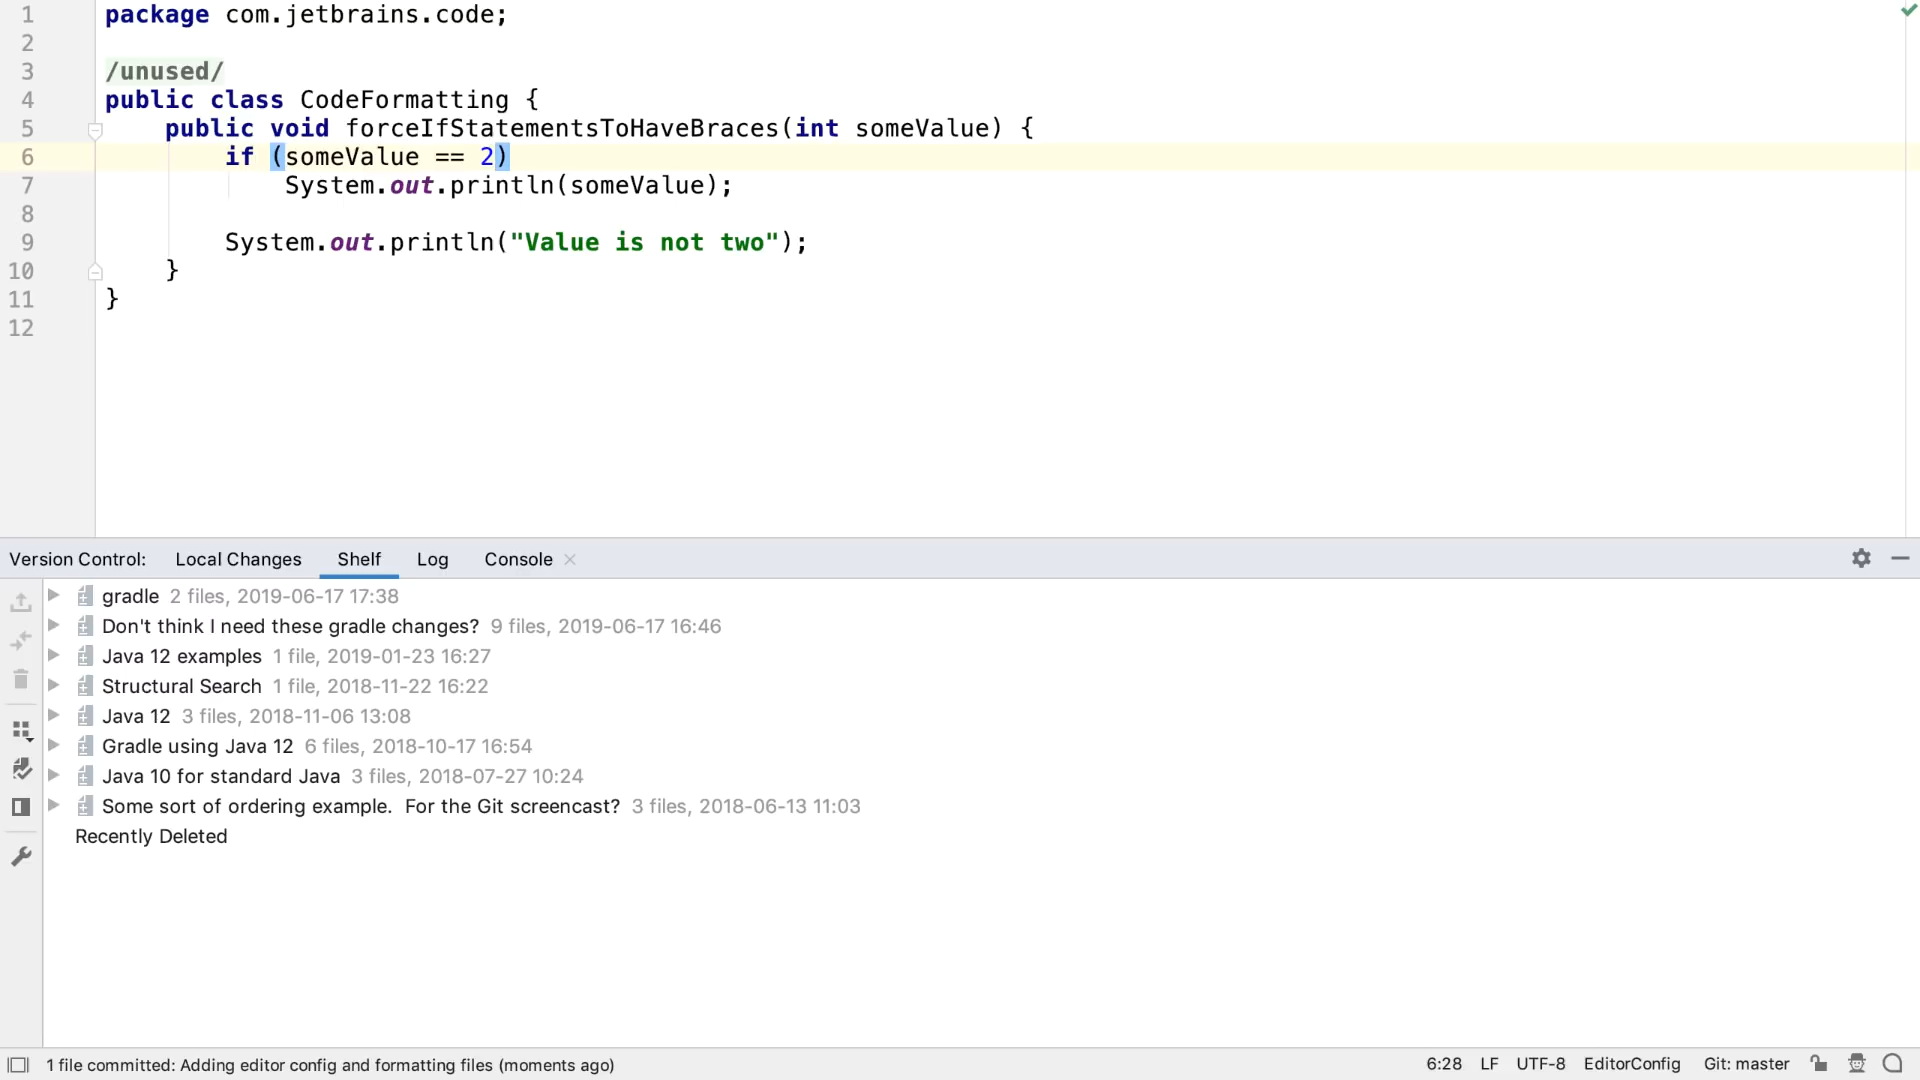 1 package com.jetbrains.code;
2
3 /unused/
4 public class CodeFormatting {
5 public void forceIfStatementsToHaveBraces(int someValue) {
6 if (someValue == 2)
7 System.out.println(someValue);
8
9 System.out.println("Value is not two");
10 }
11 }
12
Version Control: Local Changes Shelf Log Console
gradle 2 files, 2019-06-17 17:38
Don't think I need these gradle changes? 9 files, 2019-06-17 16:46
Java 12 examples 1 file, 2019-01-23 16:27
Structural Search 1 file, 2018-11-22 16:22
Java 12 3 files, 2018-11-06 13:08
Gradle using Java 12 6 files, 2018-10-17 16:54
Java 10 for standard Java 3 files, 2018-07-27 10:24
Some sort of ordering example. For the Git screencast? 3 files, 2018-06-13 11:03
Recently Deleted
1 file committed: Adding editor config and formatting files (moments ago) 6:28 LF UTF-8 EditorConfig Git: master